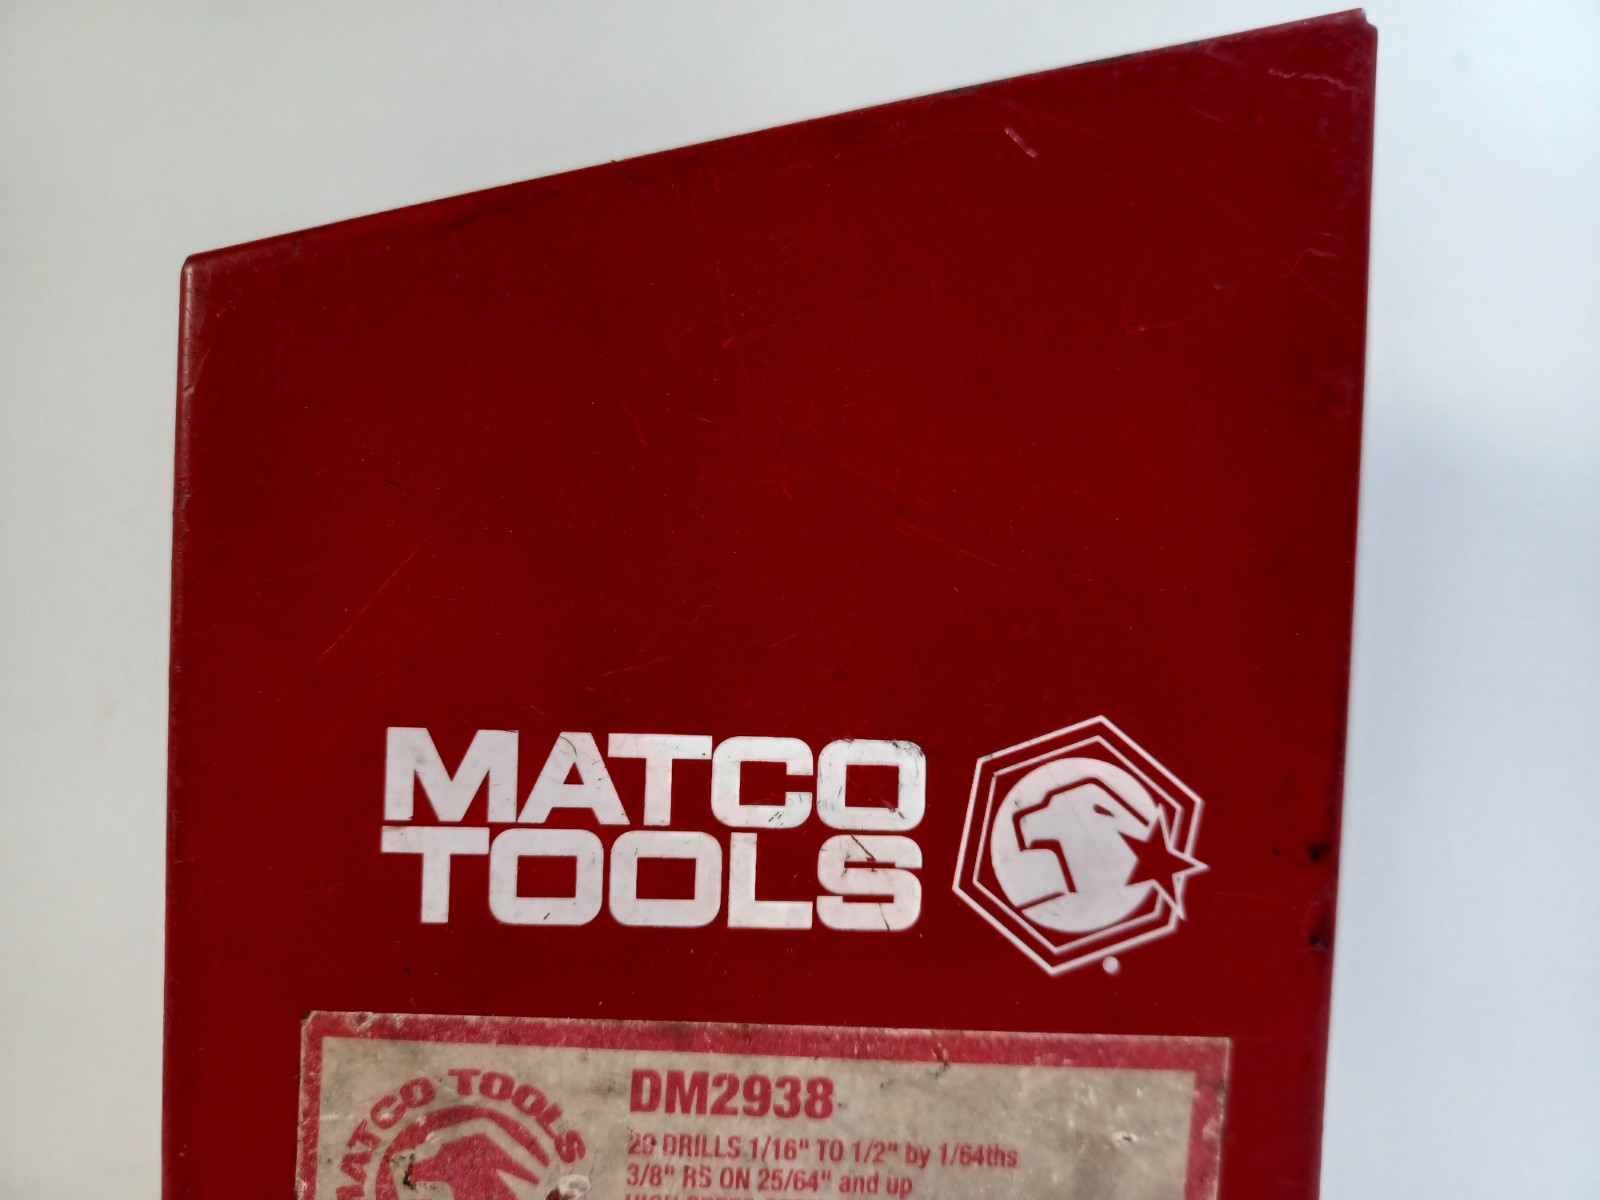 MATCO
TOOLS
MATCO TOOLS
DM2938
29 DRILLS 1/16" TO 1/2" by 1/64ths
3/8" RS ON 25/64" and up